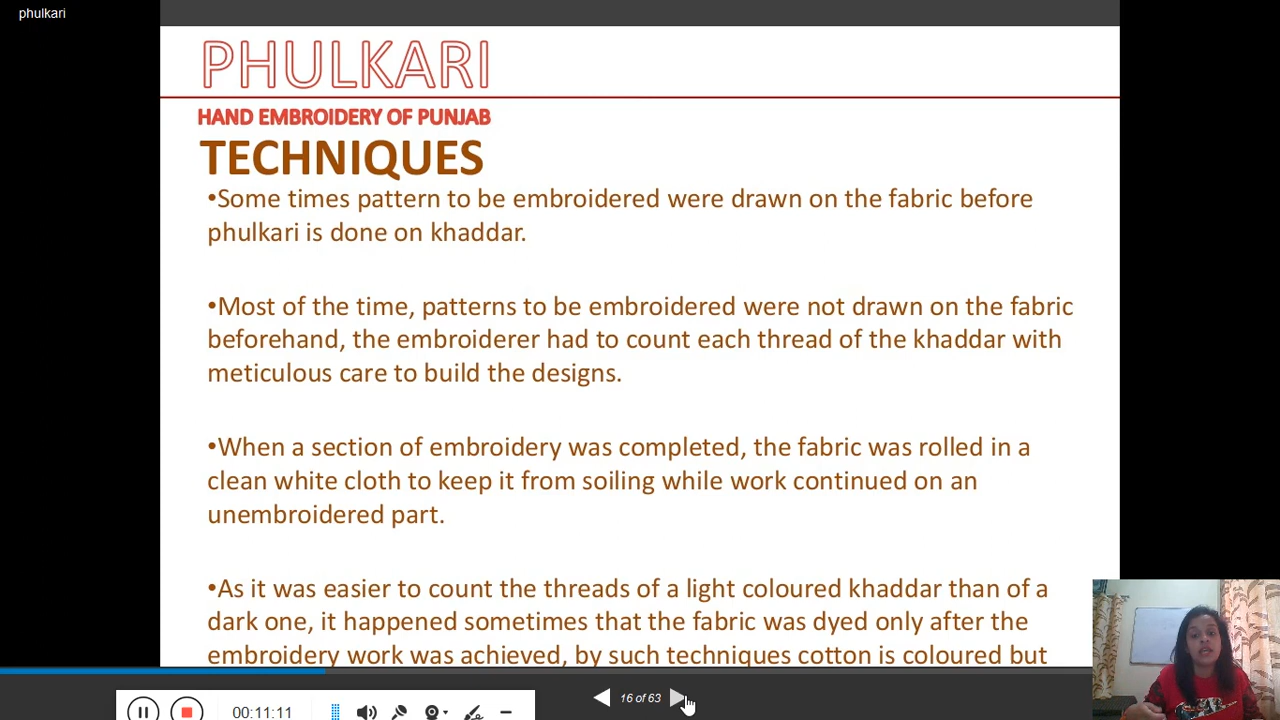 phulkari
PHULKARI
HAND EMBROIDERY OF PUNJAB
TECHNIQUES
•Some times pattern to be embroidered were drawn on the fabric before
phulkari is done on khaddar.
•Most of the time, patterns to be embroidered were not drawn on the fabric
beforehand, the embroiderer had to count each thread of the khaddar with
meticulous care to build the designs.
•When a section of embroidery was completed, the fabric was rolled in a
clean white cloth to keep it from soiling while work continued on an
unembroidered part.
•As it was easier to count the threads of a light coloured khaddar than of a
dark one, it happened sometimes that the fabric was dyed only after the
embroidery work was achieved, by such techniques cotton is coloured but
16 of 63
00:11:11